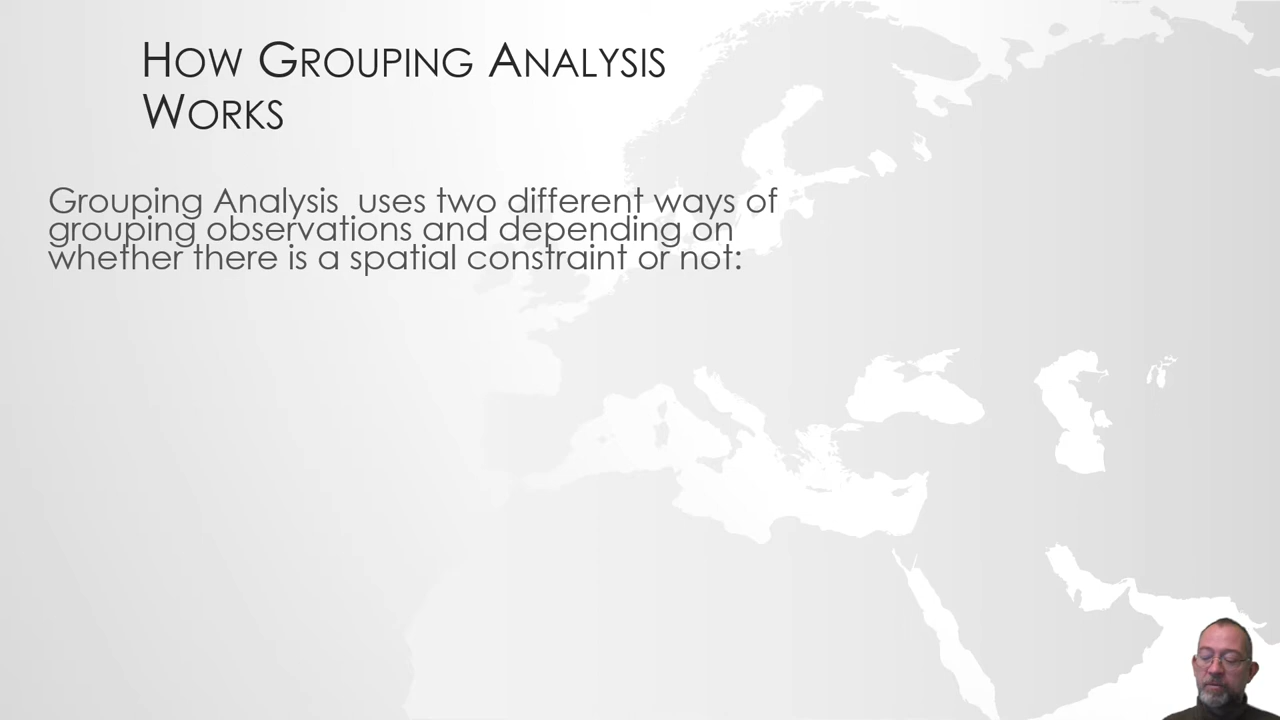 How Grouping Analysis
Works
Grouping Analysis  uses two different ways of
grouping observations and depending on
whether there is a spatial constraint or not: